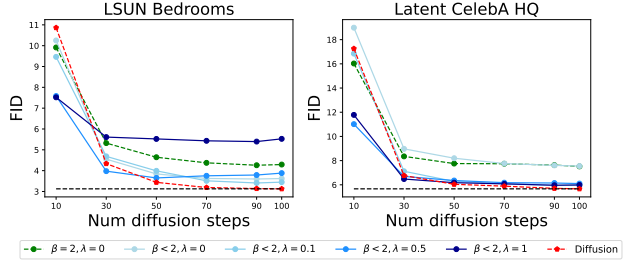 LSUN Bedrooms
Latent CelebA HQ
FID
11
10
9
8
7
6
5
4
3
10
30
50
70
90
100
Num diffusion steps
FID
18
16
14
12
10
8
6
10
30
50
70
90
100
Num diffusion steps
β = 2, λ = 0
β < 2, λ = 0
β < 2, λ = 0.1
β < 2, λ = 0.5
β < 2, λ = 1
Diffusion